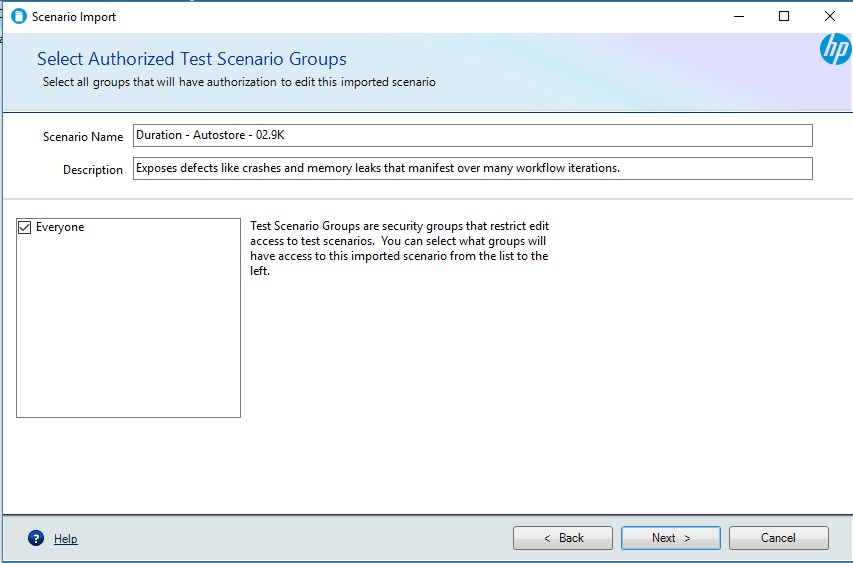 Scenario Import
Select Authorized Test Scenario Groups
Select all groups that will have authorization to edit this imported scenario
hp
Scenario Name Duration - Autostore - 02.9K
Description Exposes defects like crashes and memory leaks that manifest over many workflow iterations.
Everyone
Test Scenario Groups are security groups that restrict edit
access to test scenarios. You can select what groups will
have access to this imported scenario from the list to the
left.
? Help
< Back
Next >
Cancel